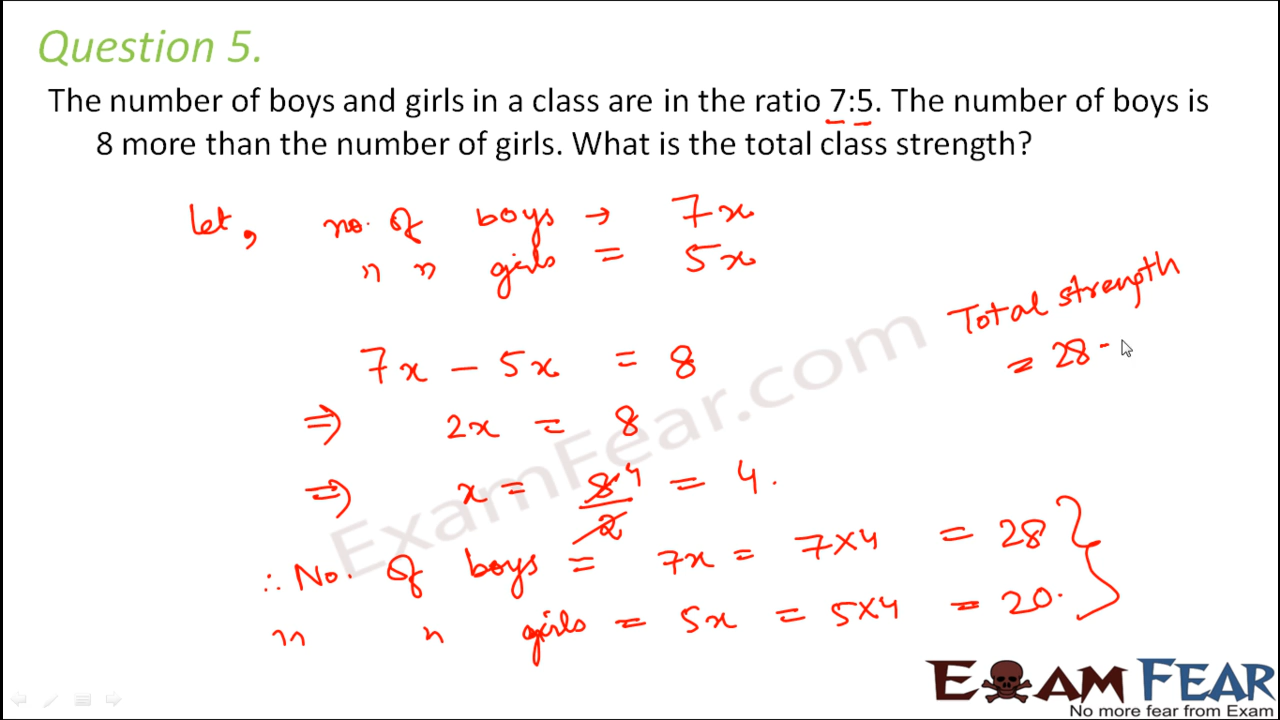 Question 5.
The number of boys and girls in a class are in the ratio 7:5. The number of boys is
8 more than the number of girls. What is the total class strength?
let, no. of boys → 7x
" " girls = 5x
Total strength
= 28 -
7x - 5x = 8
⇒ 2x = 8
⇒ x = 8/2 4 = 4.
∴ No. of boys = 7x = 7×4 = 28
" " girls = 5x = 5×4 = 20.
ExamFear.com
EXAM FEAR
No more fear from Exam